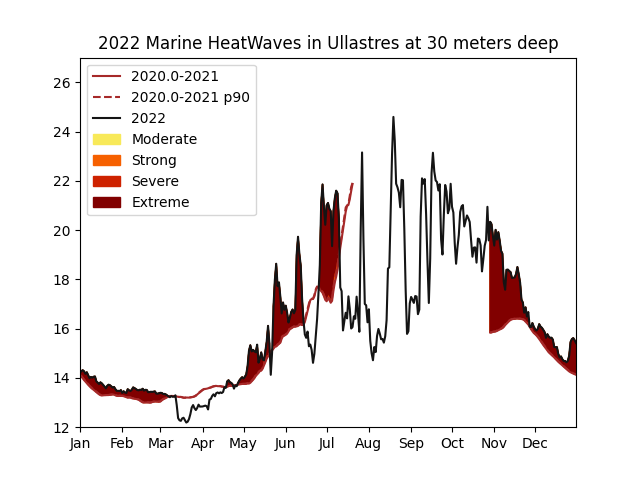 2022 Marine HeatWaves in Ullastres at 30 meters deep
26
24
22
20
18
16
14
12
2020.0-2021
2020.0-2021 p90
2022
Moderate
Strong
Severe
Extreme
Jan Feb Mar Apr May Jun Jul Aug Sep Oct Nov Dec